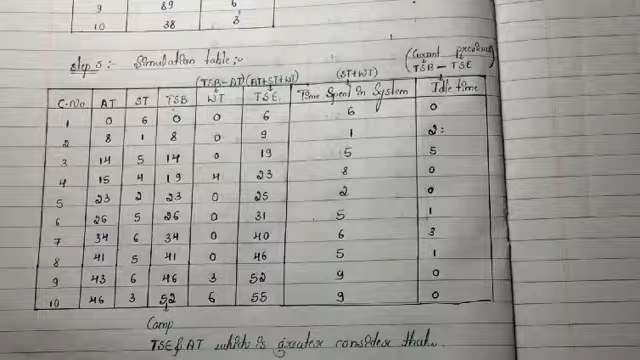 9 89 6
10 38 3
Step 5:- Simulation table:-
(TSB-AT) (AT+ST+WT) (ST+WT) (Current previous TSB - TSE)
C.No AT ST TSB WT TSE Time Spent In System Idle time
1 0 6 0 0 6 6 0
2 8 1 8 0 9 1 2
3 14 5 14 0 19 5 5
4 15 4 19 4 23 8 0
5 23 2 23 0 25 2 0
6 26 5 26 0 31 5 1
7 34 6 34 0 40 6 3
8 41 5 41 0 46 5 1
9 43 6 46 3 52 9 0
10 46 3 52 6 55 9 0
Comp
TSE & AT which is greater consider that.